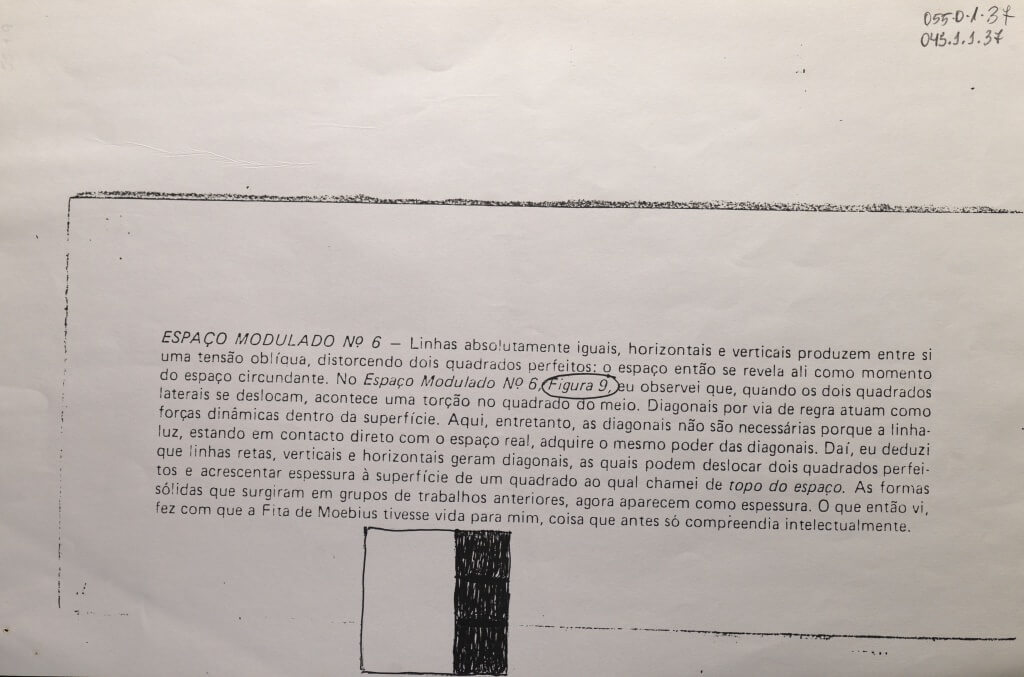 055.0.1.37
043.1.1.37
ESPAÇO MODULADO Nº 6 — Linhas absolutamente iguais, horizontais e verticais produzem entre si
uma tensão oblíqua, distorcendo dois quadrados perfeitos: o espaço então se revela ali como momento
do espaço circundante. No Espaço Modulado Nº 6, Figura 9, eu observei que, quando os dois quadrados
laterais se deslocam, acontece uma torção no quadrado do meio. Diagonais por via de regra atuam como
forças dinâmicas dentro da superfície. Aqui, entretanto, as diagonais não são necessárias porque a linha-
luz, estando em contacto direto com o espaço real, adquire o mesmo poder das diagonais. Daí, eu deduzi
que linhas retas, verticais e horizontais geram diagonais, as quais podem deslocar dois quadrados perfei-
tos e acrescentar espessura à superfície de um quadrado ao qual chamei de topo do espaço. As formas
sólidas que surgiram em grupos de trabalhos anteriores, agora aparecem como espessura. O que então vi,
fez com que a Fita de Moebius tivesse vida para mim, coisa que antes só compreendia intelectualmente.